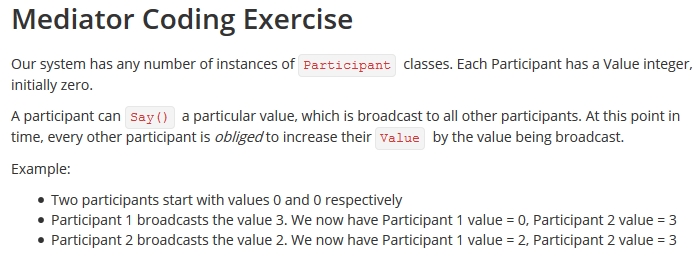 Mediator Coding Exercise
Our system has any number of instances of Participant classes. Each Participant has a Value integer,
initially zero.
A participant can Say() a particular value, which is broadcast to all other participants. At this point in
time, every other participant is obliged to increase their Value by the value being broadcast.
Example:
• Two participants start with values 0 and 0 respectively
• Participant 1 broadcasts the value 3. We now have Participant 1 value = 0, Participant 2 value = 3
• Participant 2 broadcasts the value 2. We now have Participant 1 value = 2, Participant 2 value = 3